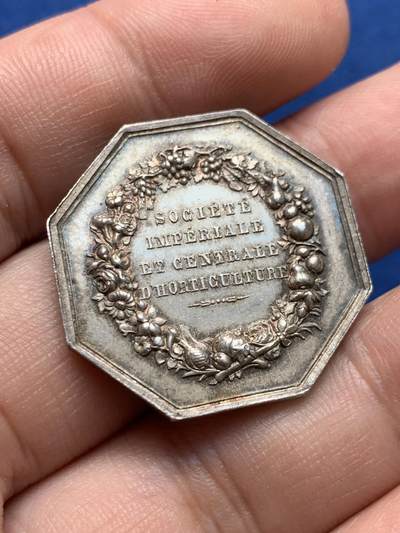 SOCIÉTÉ
IMPÉRIALE
ET CENTRALE
D'HORTICULTURE